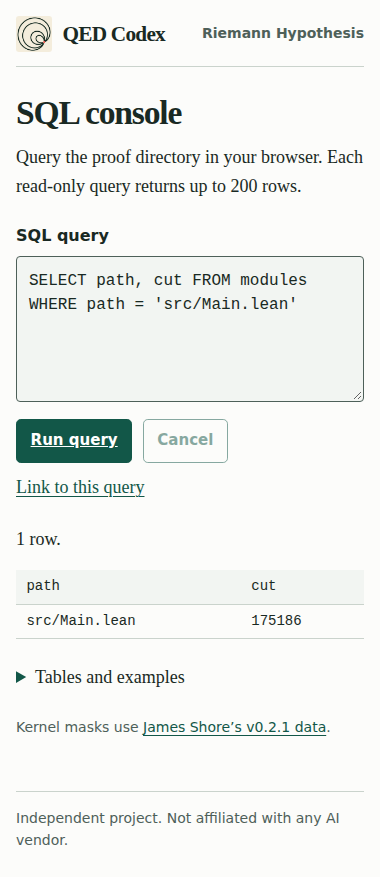 QED Codex
Riemann Hypothesis
SQL console
Query the proof directory in your browser. Each
read-only query returns up to 200 rows.
SQL query
SELECT path, cut FROM modules
WHERE path = 'src/Main.lean'
Run query
Cancel
Link to this query
1 row.
path cut
src/Main.lean 175186
Tables and examples
Kernel masks use James Shore’s v0.2.1 data.
Independent project. Not affiliated with any AI
vendor.